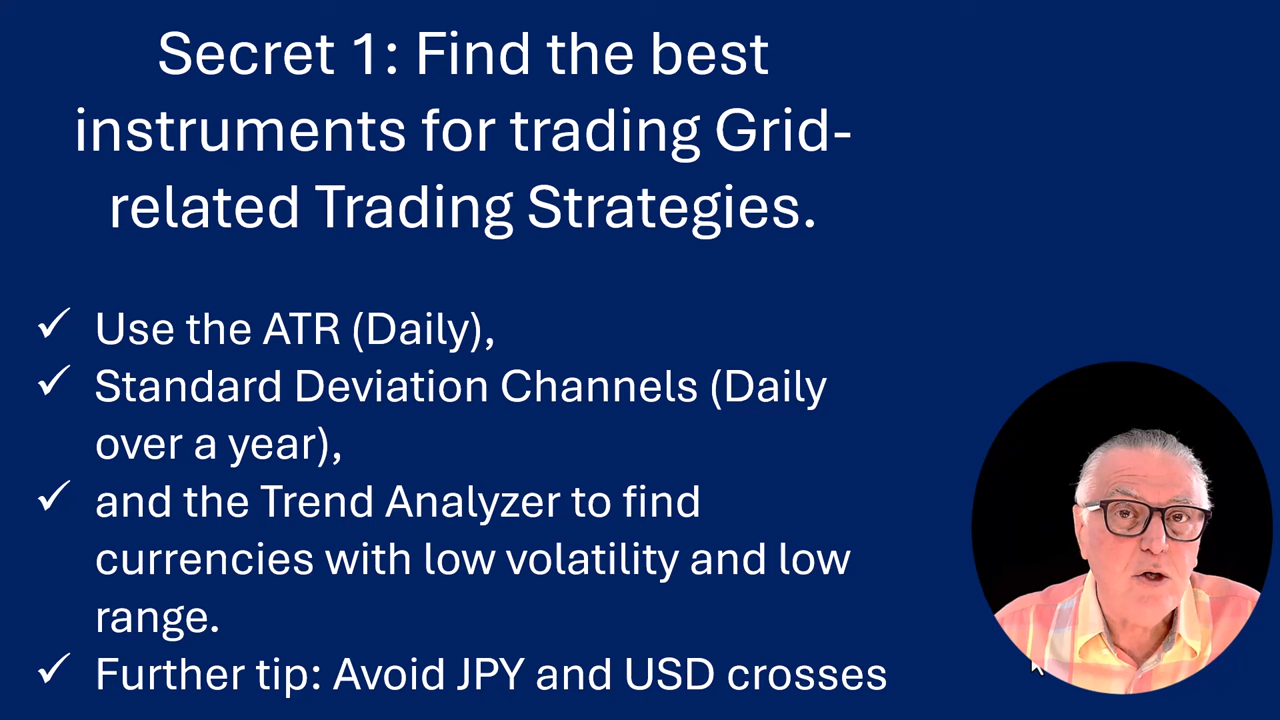 Secret 1: Find the best
instruments for trading Grid-
related Trading Strategies.
✓ Use the ATR (Daily),
✓ Standard Deviation Channels (Daily
over a year),
✓ and the Trend Analyzer to find
currencies with low volatility and low
range.
✓ Further tip: Avoid JPY and USD crosses